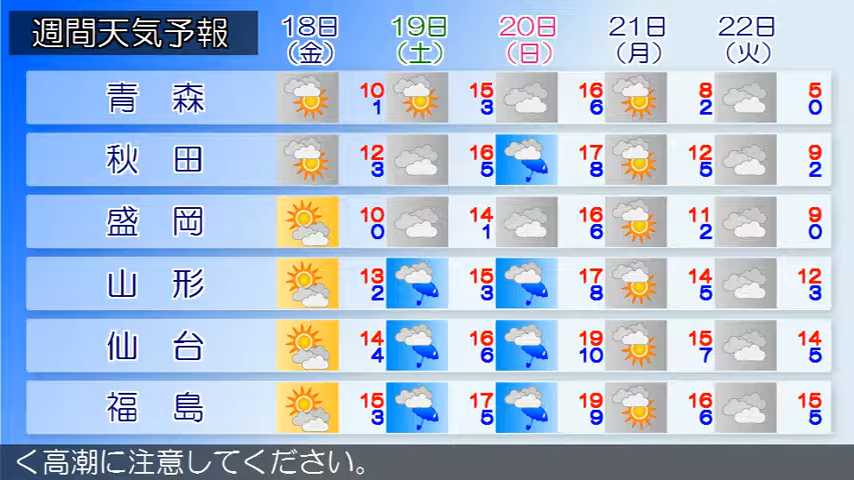 週間天気予報 18日 19日 20日 21日 22日
(金) (土) (日) (月) (火)
青森 10 15 16 8 5
1 3 6 2 0
秋田 12 16 17 12 9
3 5 8 5 2
盛岡 10 14 16 11 9
0 1 6 2 0
山形 13 15 17 14 12
2 3 8 5 3
仙台 14 16 19 15 14
4 6 10 7 5
福島 15 17 19 16 15
3 5 9 6 5
く高潮に注意してください。